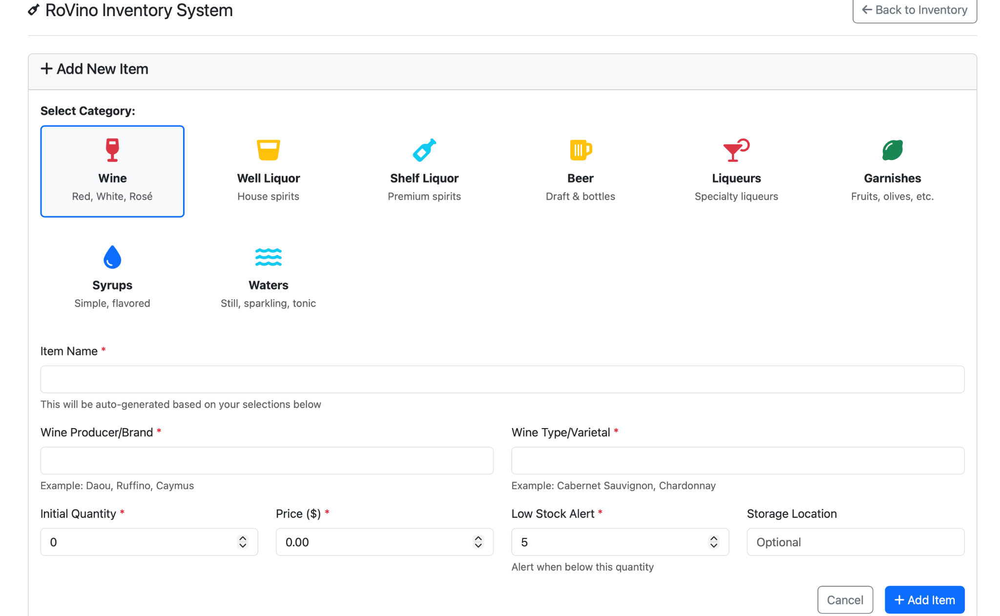 RoVino Inventory System
← Back to Inventory
+ Add New Item
Select Category:
Wine
Red, White, Rosé
Well Liquor
House spirits
Shelf Liquor
Premium spirits
Beer
Draft & bottles
Liqueurs
Specialty liqueurs
Garnishes
Fruits, olives, etc.
Syrups
Simple, flavored
Waters
Still, sparkling, tonic
Item Name *
This will be auto-generated based on your selections below
Wine Producer/Brand *
Example: Daou, Ruffino, Caymus
Wine Type/Varietal *
Example: Cabernet Sauvignon, Chardonnay
Initial Quantity *
0
Price ($) *
0.00
Low Stock Alert *
5
Alert when below this quantity
Storage Location
Optional
Cancel
+ Add Item